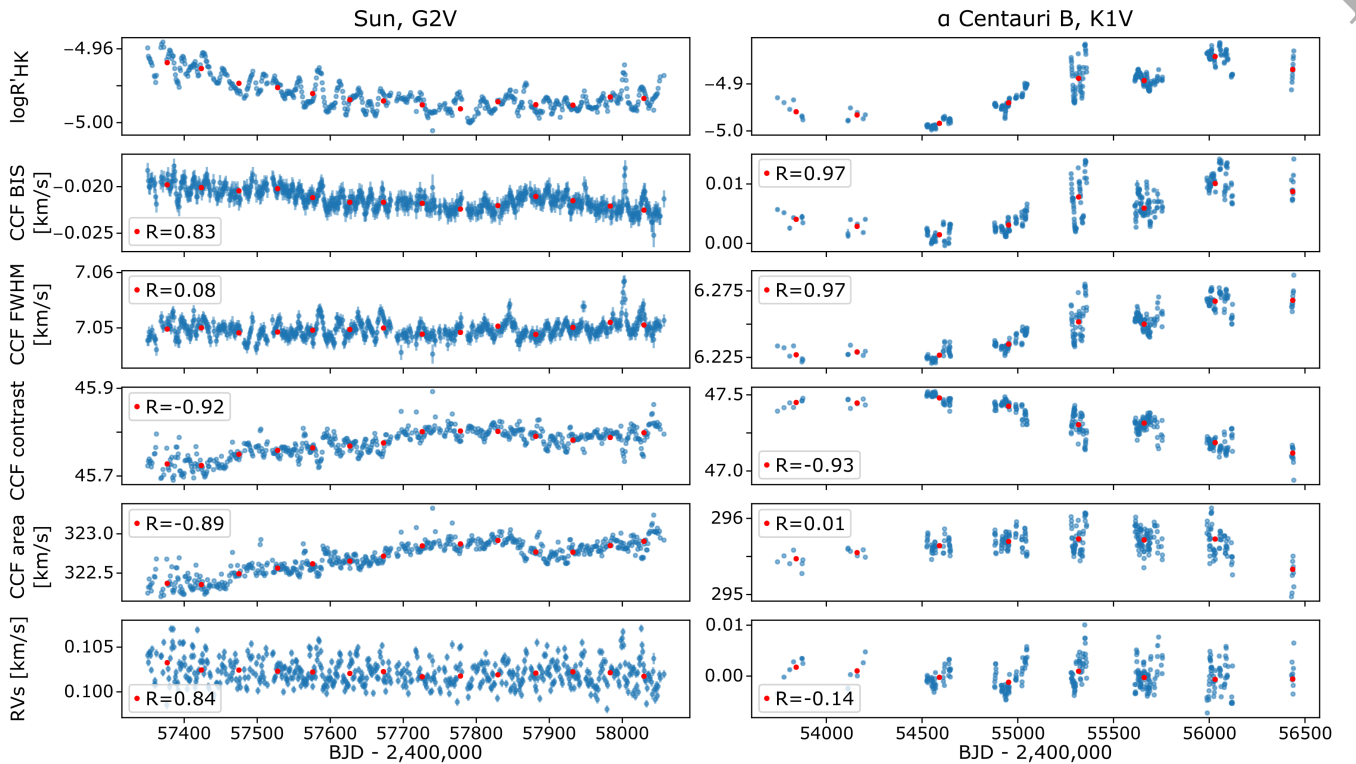 Sun, G2V
α Centauri B, K1V
logR'HK
−4.96
−5.00
−4.9
−5.0
CCF BIS
[km/s]
−0.020
−0.025
R=0.83
0.01
0.00
R=0.97
CCF FWHM
[km/s]
7.06
7.05
R=0.08
6.275
6.225
R=0.97
CCF contrast
45.9
45.7
R=-0.92
47.5
47.0
R=-0.93
CCF area
[km/s]
323.0
322.5
R=-0.89
296
295
R=0.01
RVs [km/s]
0.105
0.100
R=0.84
0.01
0.00
R=-0.14
57400 57500 57600 57700 57800 57900 58000
54000 54500 55000 55500 56000 56500
BJD - 2,400,000
BJD - 2,400,000